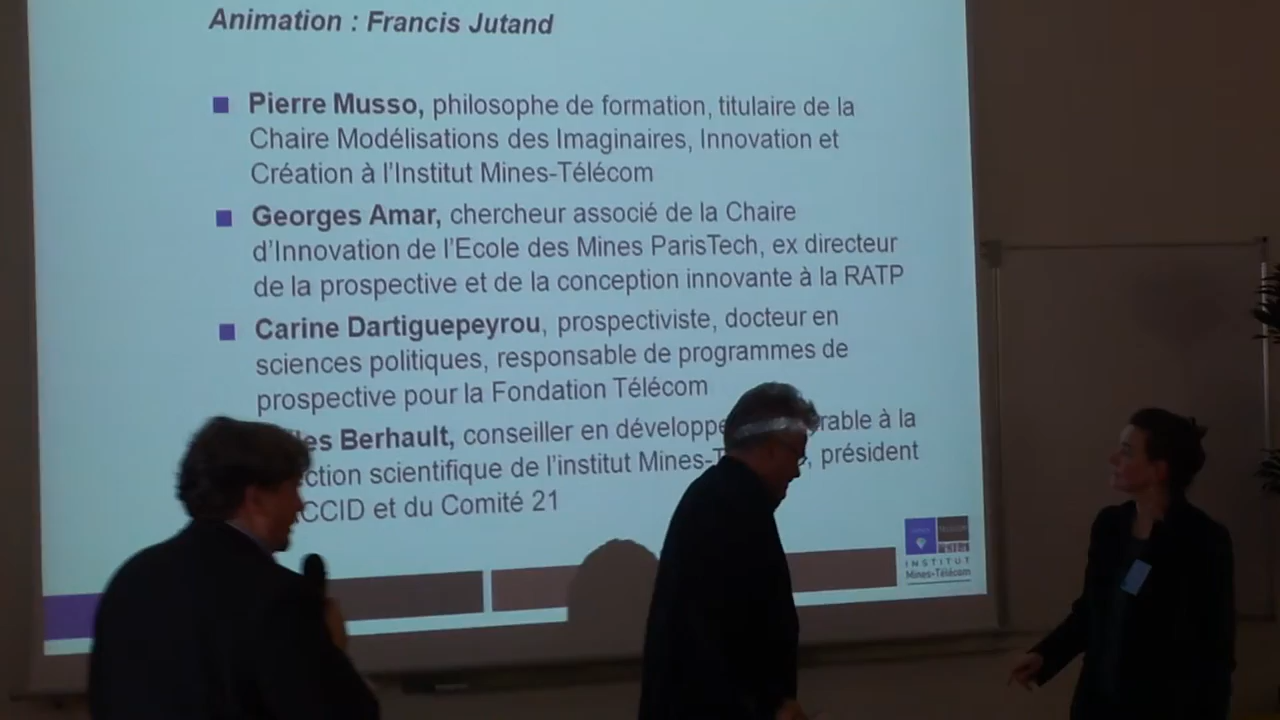 Animation : Francis Jutand
Pierre Musso, philosophe de formation, titulaire de la
Chaire Modélisations des Imaginaires, Innovation et
Création à l'Institut Mines-Télécom
Georges Amar, chercheur associé de la Chaire
d'Innovation de l'Ecole des Mines ParisTech, ex directeur
de la prospective et de la conception innovante à la RATP
Carine Dartiguepeyrou, prospectiviste, docteur en
sciences politiques, responsable de programmes de
prospective pour la Fondation Télécom
es Berhault, conseiller en développe rable à la
ction scientifique de l'institut Mines-T , président
CCID et du Comité 21
INSTITUT
Mines-Télécom